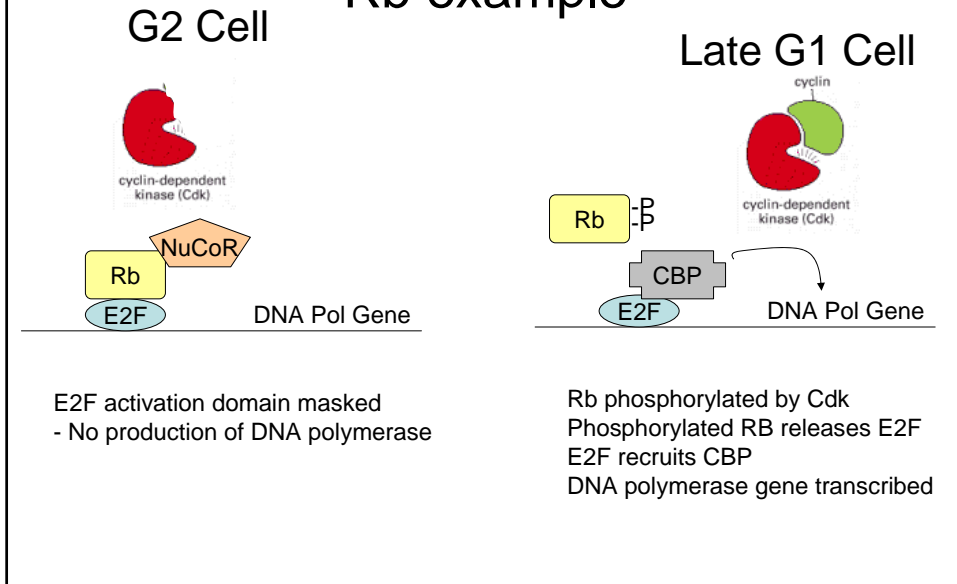 Rb example
G2 Cell
cyclin-dependent
kinase (Cdk)
NuCoR
Rb
E2F
DNA Pol Gene
E2F activation domain masked
- No production of DNA polymerase
Late G1 Cell
cyclin
cyclin-dependent
kinase (Cdk)
Rb
-P
-P
CBP
E2F
DNA Pol Gene
Rb phosphorylated by Cdk
Phosphorylated RB releases E2F
E2F recruits CBP
DNA polymerase gene transcribed